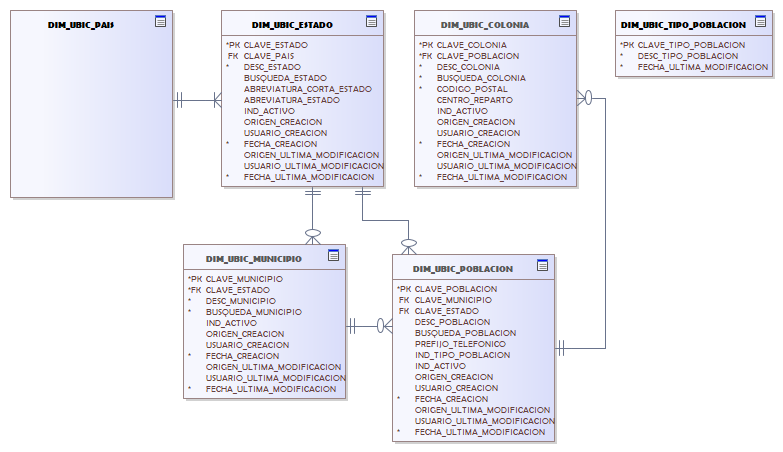 DIM_UBIC_PAIS
DIM_UBIC_ESTADO
*PK CLAVE_ESTADO
FK CLAVE_PAIS
* DESC_ESTADO
BUSQUEDA_ESTADO
ABREVIATURA_CORTA_ESTADO
ABREVIATURA_ESTADO
IND_ACTIVO
ORIGEN_CREACION
USUARIO_CREACION
* FECHA_CREACION
ORIGEN_ULTIMA_MODIFICACION
USUARIO_ULTIMA_MODIFICACION
* FECHA_ULTIMA_MODIFICACION
DIM_UBIC_COLONIA
*PK CLAVE_COLONIA
*FK CLAVE_POBLACION
* DESC_COLONIA
* BUSQUEDA_COLONIA
* CODIGO_POSTAL
CENTRO_REPARTO
IND_ACTIVO
ORIGEN_CREACION
USUARIO_CREACION
* FECHA_CREACION
ORIGEN_ULTIMA_MODIFICACION
USUARIO_ULTIMA_MODIFICACION
* FECHA_ULTIMA_MODIFICACION
DIM_UBIC_TIPO_POBLACION
*PK CLAVE_TIPO_POBLACION
* DESC_TIPO_POBLACION
* FECHA_ULTIMA_MODIFICACION
DIM_UBIC_MUNICIPIO
*PK CLAVE_MUNICIPIO
*FK CLAVE_ESTADO
* DESC_MUNICIPIO
* BUSQUEDA_MUNICIPIO
IND_ACTIVO
ORIGEN_CREACION
USUARIO_CREACION
* FECHA_CREACION
ORIGEN_ULTIMA_MODIFICACION
USUARIO_ULTIMA_MODIFICACION
* FECHA_ULTIMA_MODIFICACION
DIM_UBIC_POBLACION
*PK CLAVE_POBLACION
FK CLAVE_MUNICIPIO
FK CLAVE_ESTADO
DESC_POBLACION
BUSQUEDA_POBLACION
PREFIJO_TELEFONICO
IND_TIPO_POBLACION
IND_ACTIVO
ORIGEN_CREACION
USUARIO_CREACION
* FECHA_CREACION
ORIGEN_ULTIMA_MODIFICACION
USUARIO_ULTIMA_MODIFICACION
* FECHA_ULTIMA_MODIFICACION